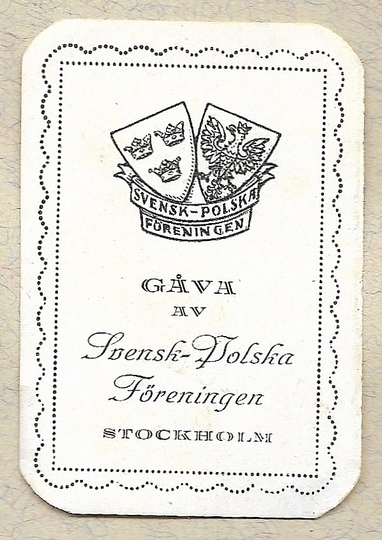 SVENSK-POLSKA
FÖRENINGEN
GÅVA
AV
Svensk-Polska
Föreningen
STOCKHOLM